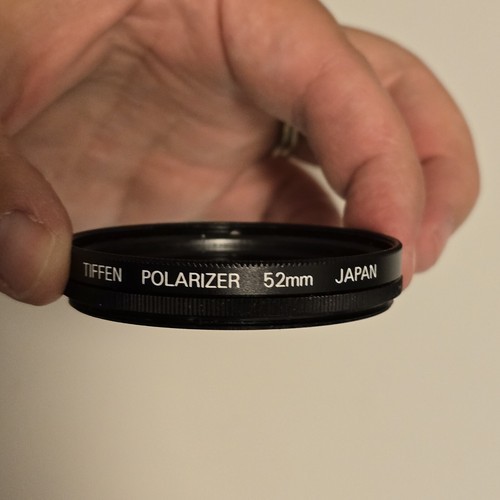 TIFFEN POLARIZER 52mm JAPAN